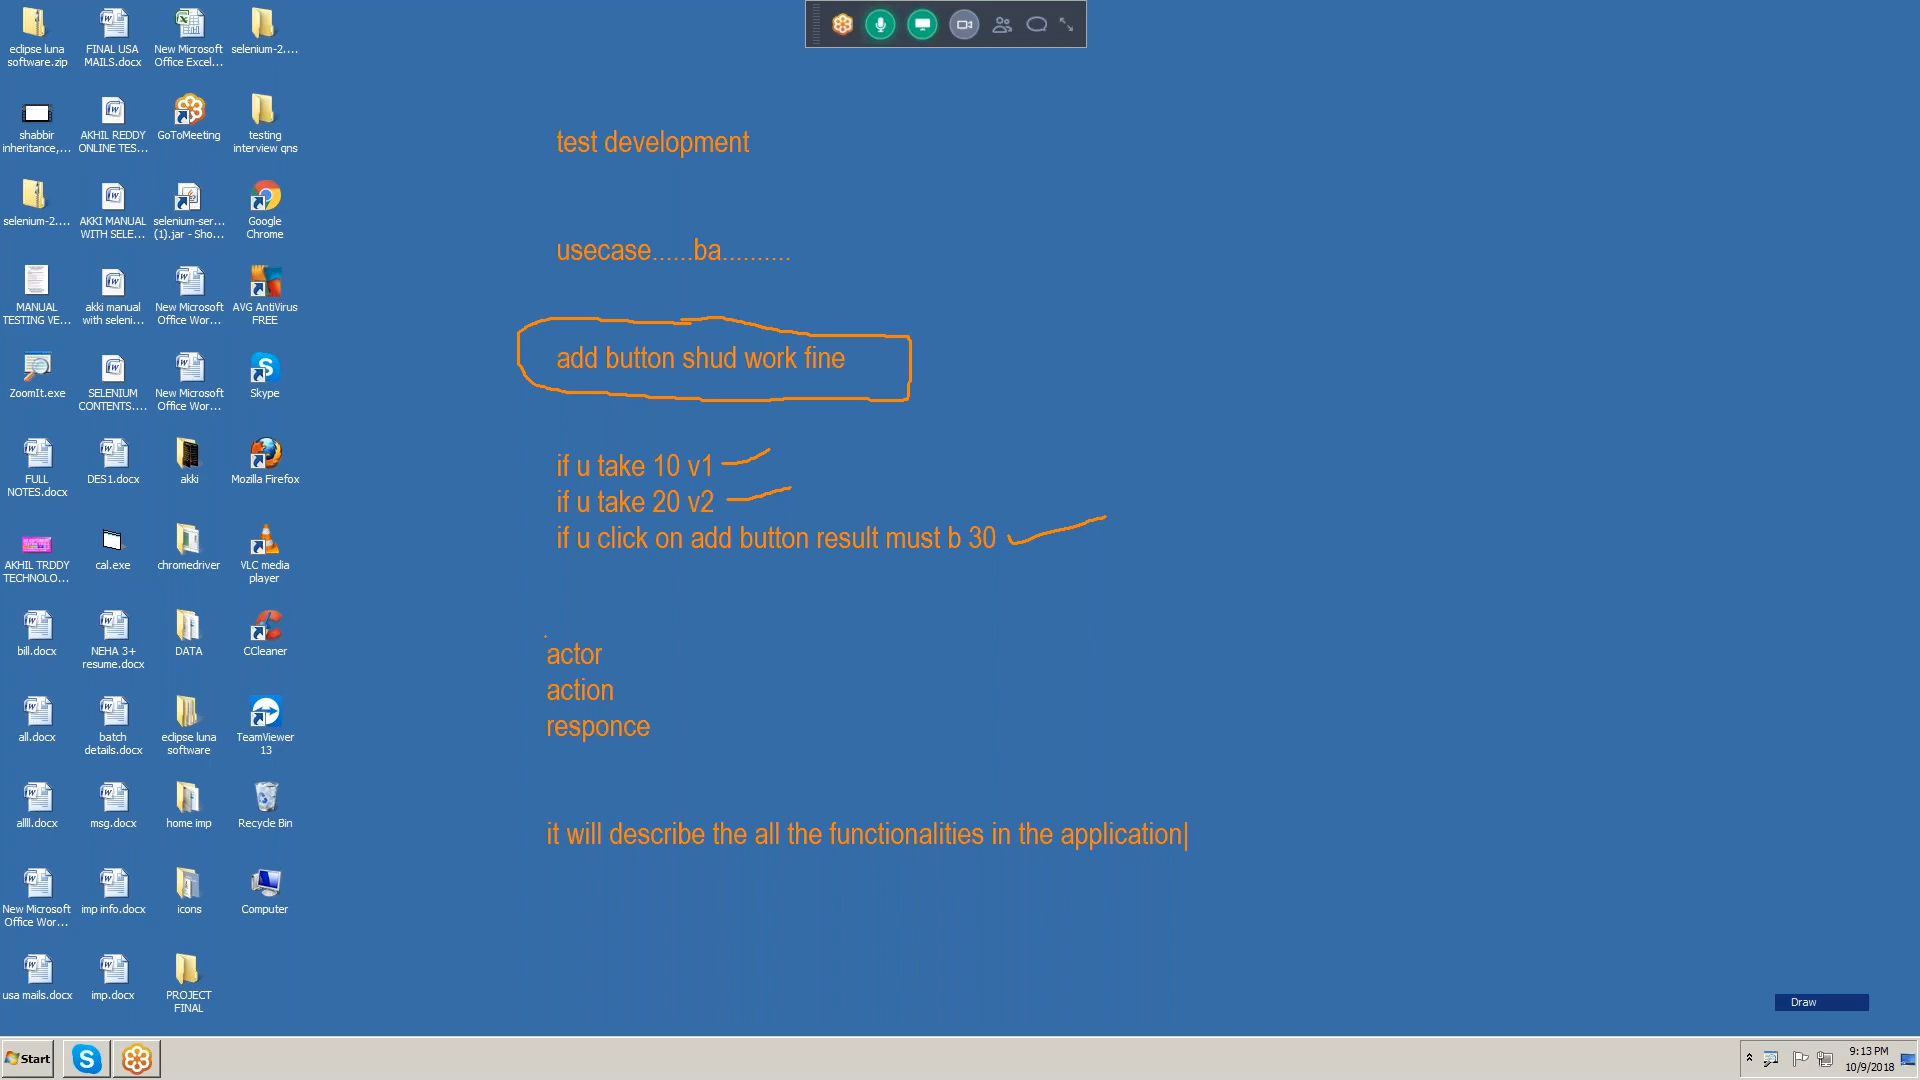 eclipse luna
software.zip
FINAL USA
MAILS.docx
New Microsoft
Office Excel...
selenium-2....
shabbir
inheritance,...
AKHIL REDDY
ONLINE TES...
GoToMeeting
testing
interview qns
selenium-2....
AKKI MANUAL
WITH SELE...
selenium-ser...
(1).jar - Sho...
Google
Chrome
MANUAL
TESTING VE...
akki manual
with seleni...
New Microsoft
Office Wor...
AVG AntiVirus
FREE
ZoomIt.exe
SELENIUM
CONTENTS....
New Microsoft
Office Wor...
Skype
FULL
NOTES.docx
DES1.docx
akki
Mozilla Firefox
AKHIL TRDDY
TECHNOLO...
cal.exe
chromedriver
VLC media
player
bill.docx
NEHA 3+
resume.docx
DATA
CCleaner
all.docx
batch
details.docx
eclipse luna
software
TeamViewer
13
allll.docx
msg.docx
home imp
Recycle Bin
New Microsoft
Office Wor...
imp info.docx
icons
Computer
usa mails.docx
imp.docx
PROJECT
FINAL
test development
usecase......ba..........
add button shud work fine
if u take 10 v1
if u take 20 v2
if u click on add button result must b 30
actor
action
responce
it will describe the all the functionalities in the application
Draw
Start
9:13 PM
10/9/2018